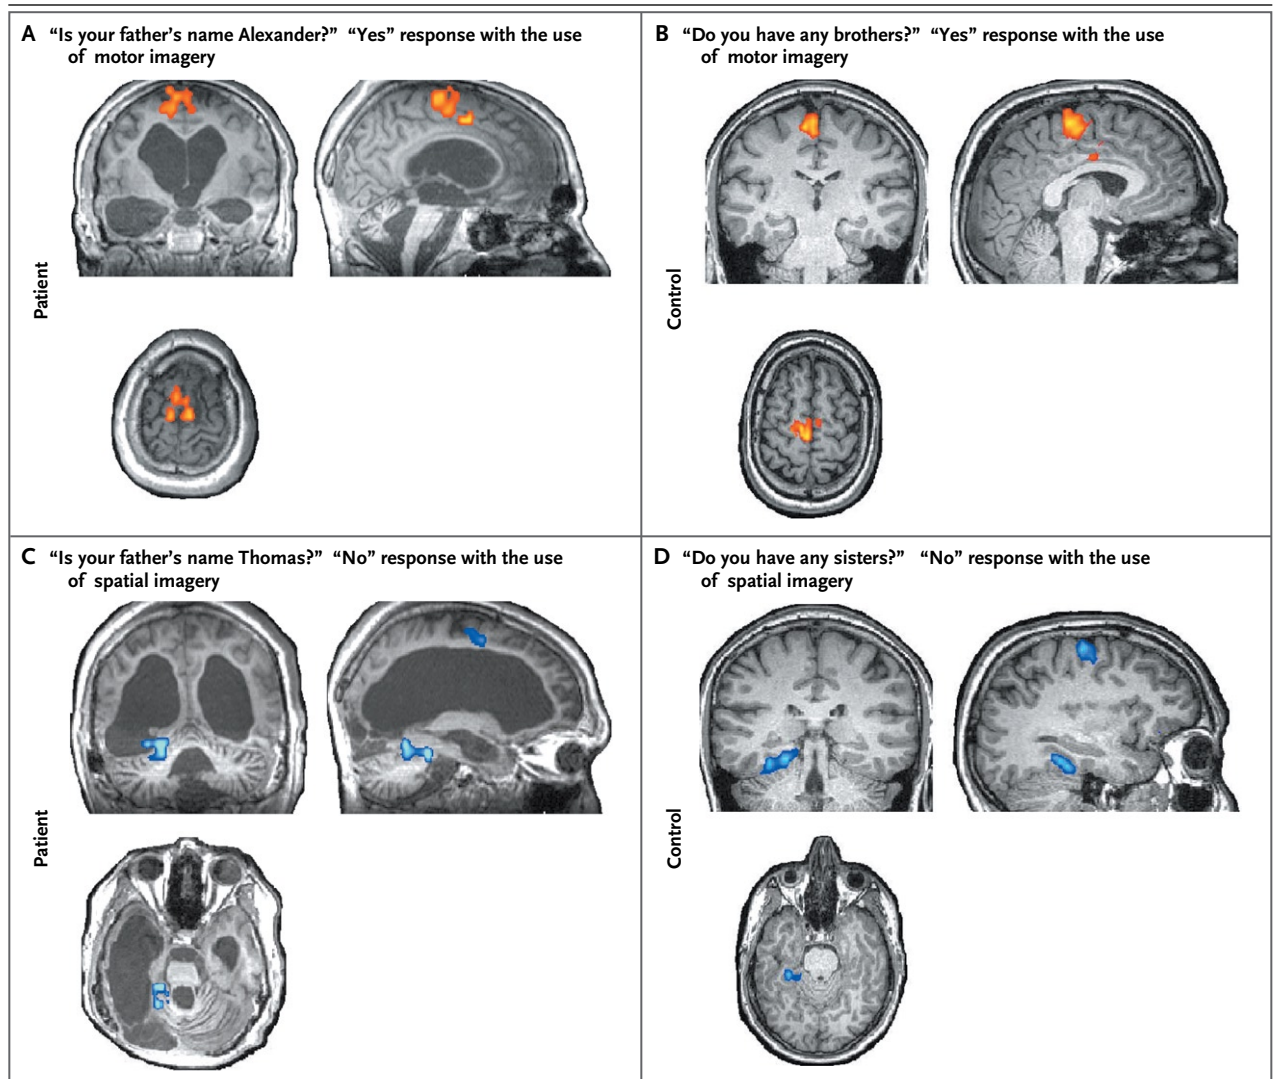 A "Is your father's name Alexander?" "Yes" response with the use
of motor imagery
Patient
B "Do you have any brothers?" "Yes" response with the use
of motor imagery
Control
C "Is your father's name Thomas?" "No" response with the use
of spatial imagery
Patient
D "Do you have any sisters?" "No" response with the use
of spatial imagery
Control